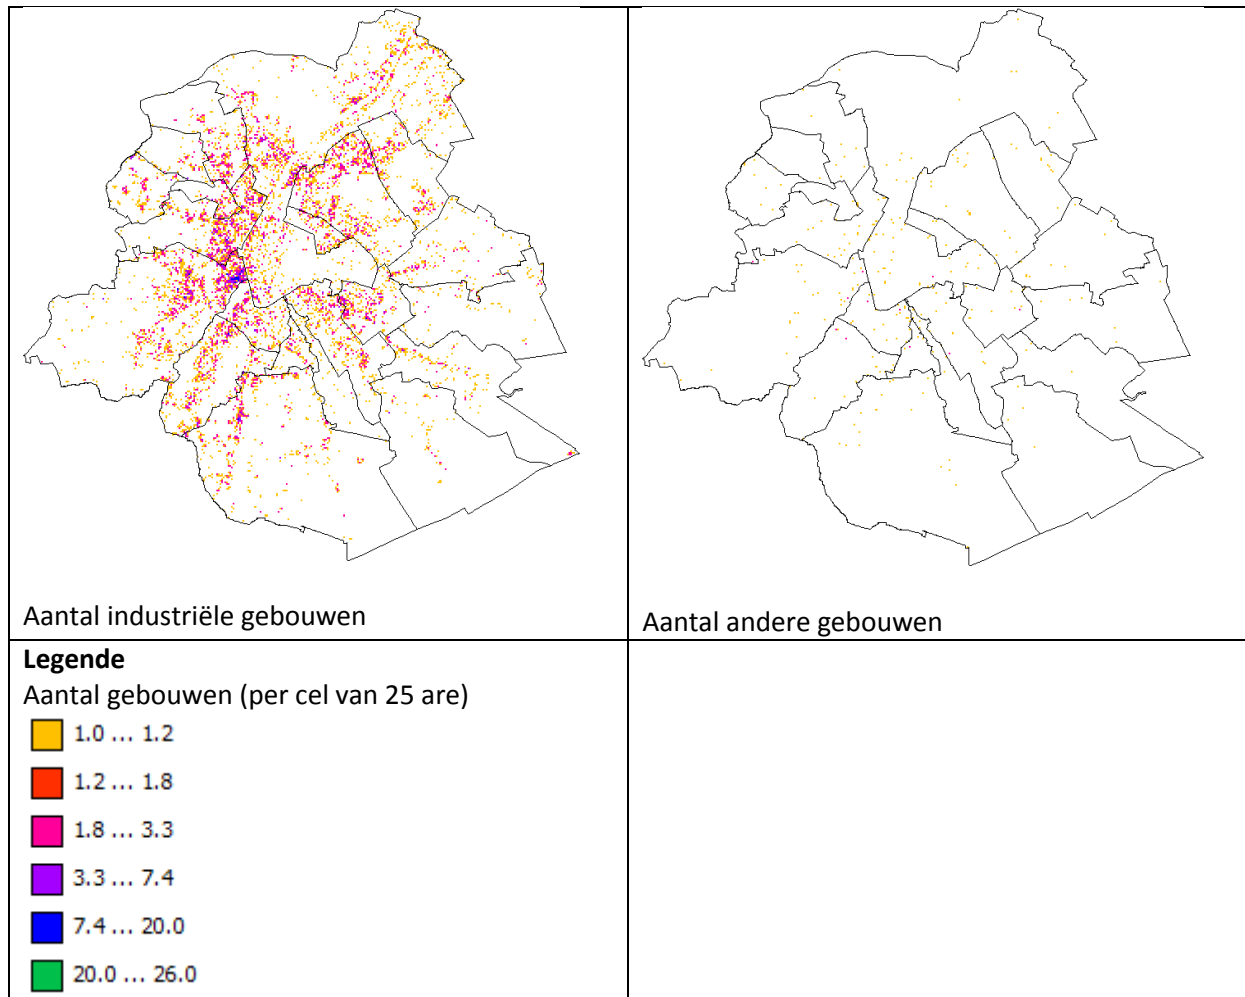 Aantal industriële gebouwen
Aantal andere gebouwen
Legende
Aantal gebouwen (per cel van 25 are)
1.0 ... 1.2
1.2 ... 1.8
1.8 ... 3.3
3.3 ... 7.4
7.4 ... 20.0
20.0 ... 26.0